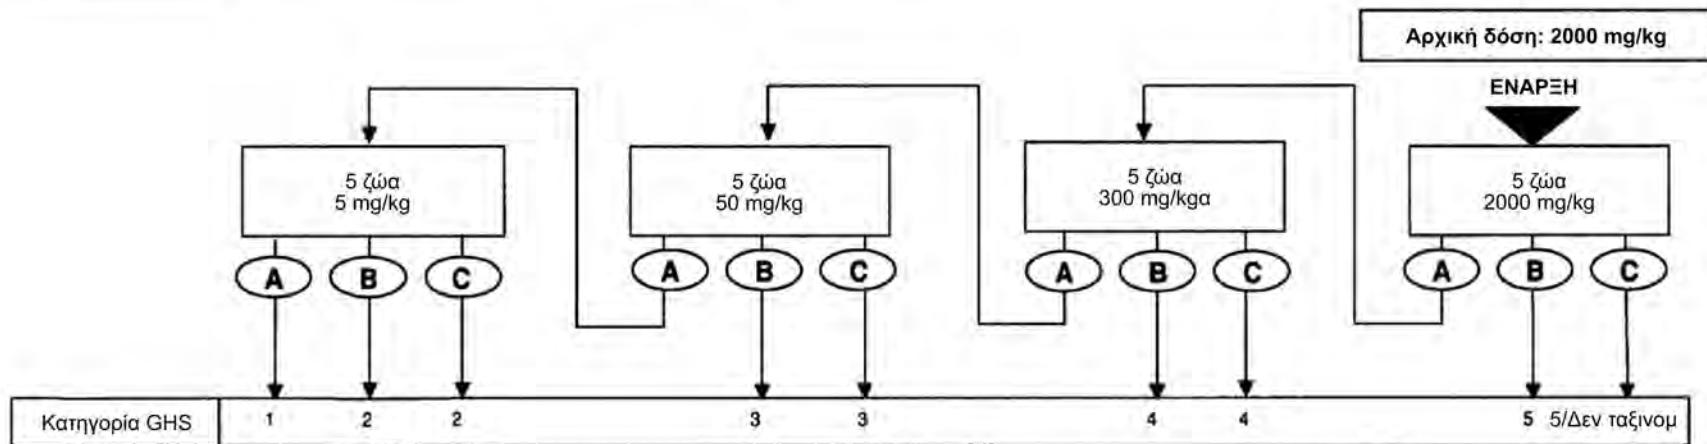 Αρχική δόση: 2000 mg/kg
ΕΝΑΡΞΗ
5 ζώα
5 mg/kg
5 ζώα
50 mg/kg
5 ζώα
300 mg/kgα
5 ζώα
2000 mg/kg
A B C A B C A B C A B C
Κατηγορία GHS 1 2 2 3 3 4 4 5 5/Δεν ταξινομ